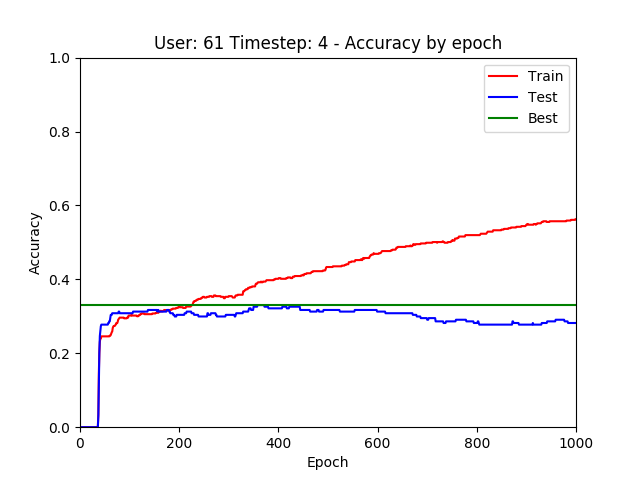 User: 61 Timestep: 4 - Accuracy by epoch
1.0
0.8
0.6
0.4
0.2
0.0
Accuracy
Train
Test
Best
0 200 400 600 800 1000
Epoch